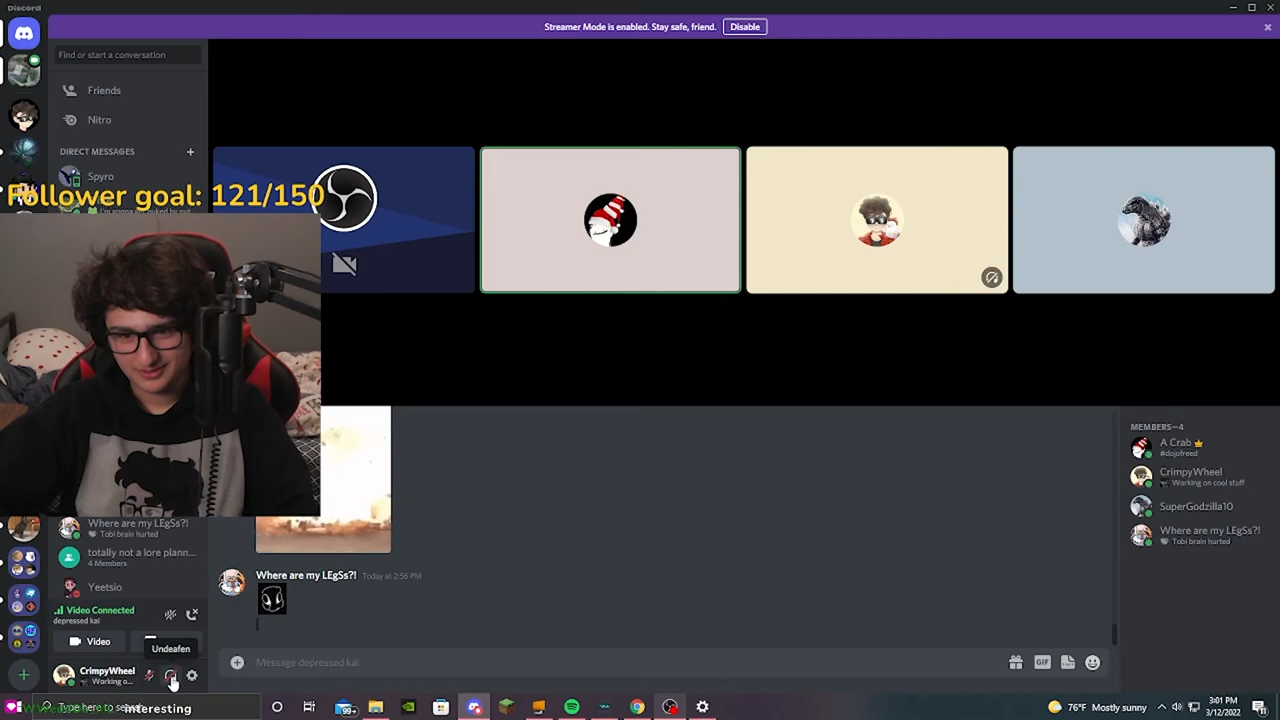 Discord
Streamer Mode is enabled. Stay safe, friend.
Disable
Find or start a conversation
Friends
Nitro
DIRECT MESSAGES
Spyro
Follower goal: 121/150
MEMBERS—4
A Crab
#dojofreed
CrimpyWheel
Working on cool stuff
SuperGodzilla10
Where are my LEgSs?!
Tobi brain hurted
Where are my LEgSs?!
Tobi brain hurted
totally not a lore plann...
4 Members
Yeetsio
Where are my LEgSs?! Today at 2:56 PM
Video Connected
depressed kai
Video
Undeafen
CrimpyWheel
Working o...
Message depressed kai
GIF
Type here to sea
interesting
99+
76°F Mostly sunny
3:01 PM
3/12/2022